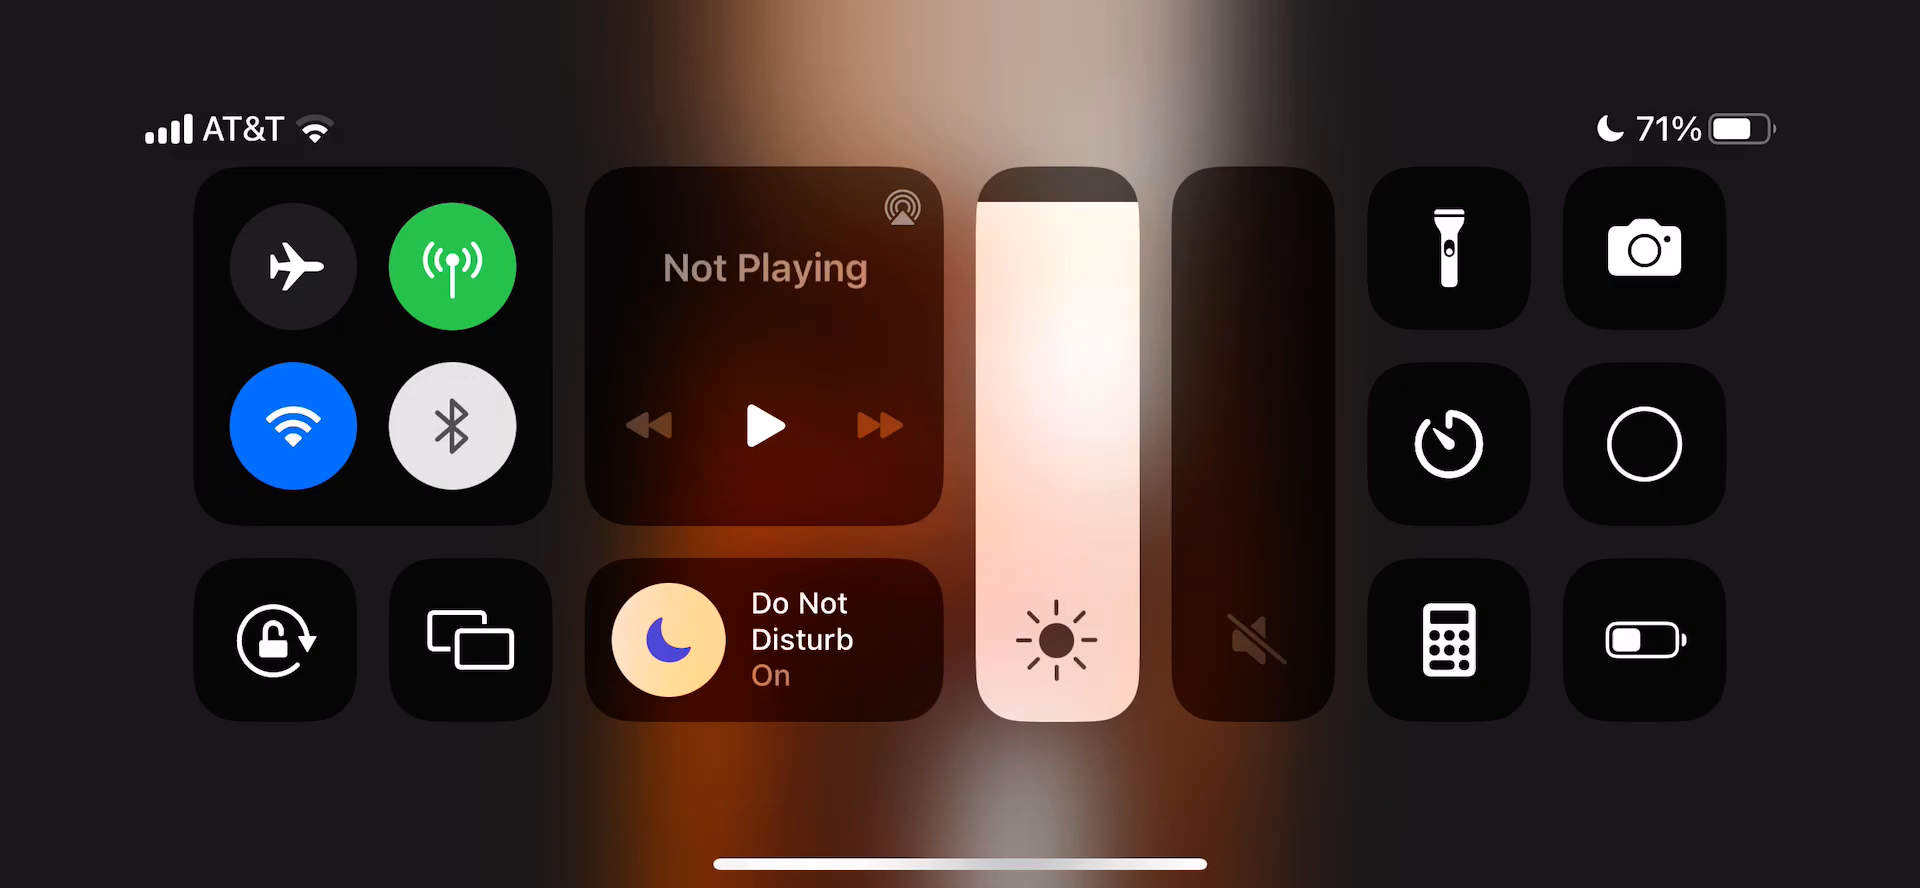 AT&T
71%
Not Playing
Do Not
Disturb
On